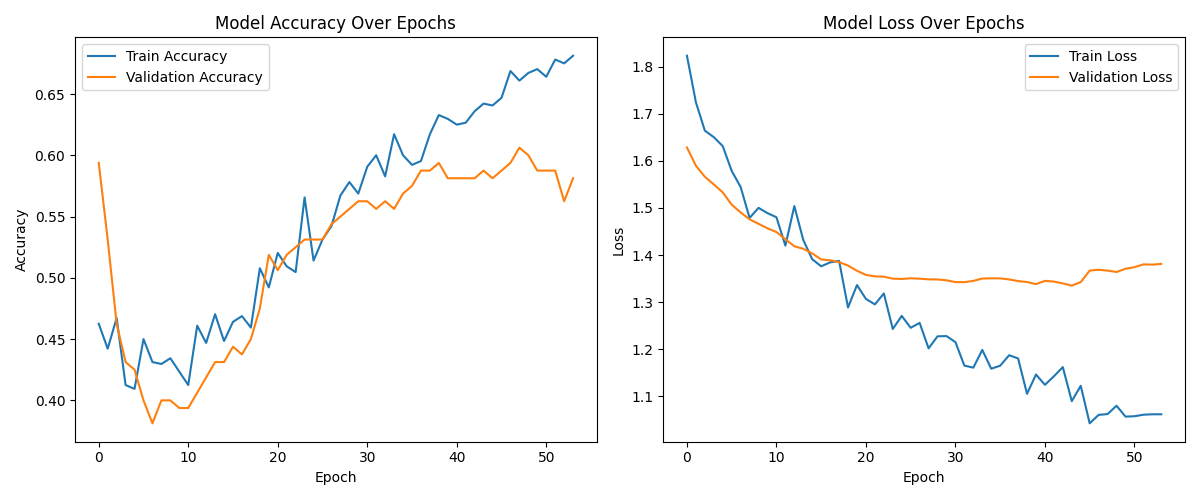 Model Accuracy Over Epochs
Train Accuracy
Validation Accuracy
Accuracy
0.65
0.60
0.55
0.50
0.45
0.40
0 10 20 30 40 50
Epoch
Model Loss Over Epochs
Train Loss
Validation Loss
Loss
1.8
1.7
1.6
1.5
1.4
1.3
1.2
1.1
0 10 20 30 40 50
Epoch